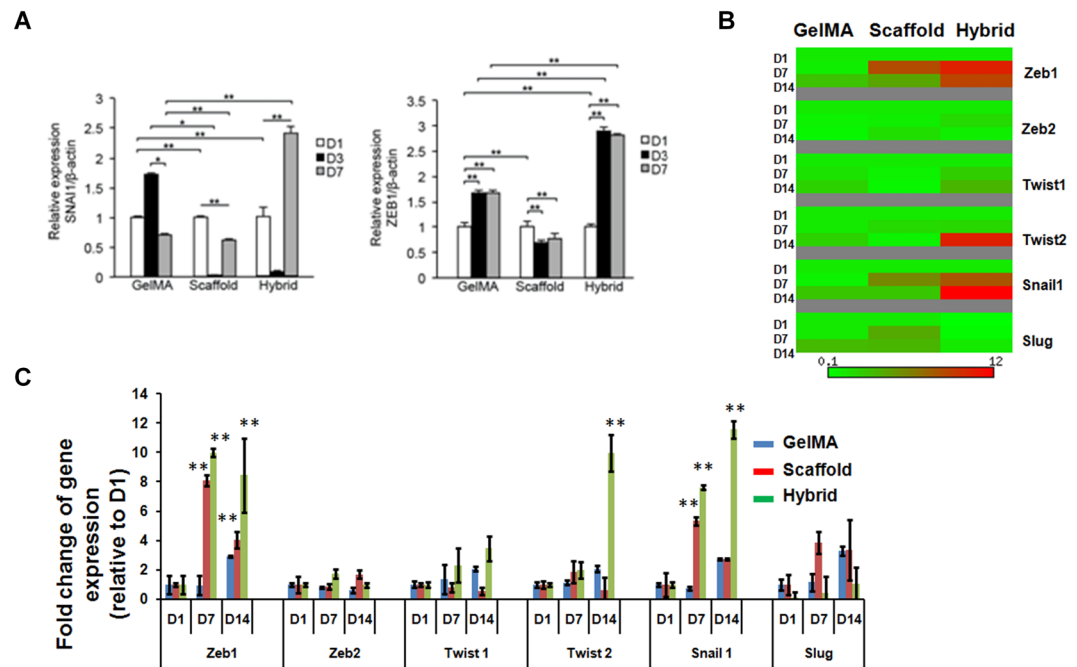 A
Relative expression
SNAI1/β-actin
3
2.5
2
1.5
1
0.5
0
** 
**
*
**
**
*
**
**
D1
D3
D7
GelMA Scaffold Hybrid
Relative expression
ZEB1/β-actin
3.5
3
2.5
2
1.5
1
0.5
0
**
**
**
**
**
**
**
**
**
**
D1
D3
D7
GelMA Scaffold Hybrid
B
GelMA Scaffold Hybrid
D1
D7
D14
Zeb1
D1
D7
D14
Zeb2
D1
D7
D14
Twist1
D1
D7
D14
Twist2
D1
D7
D14
Snail1
D1
D7
D14
Slug
0.1 12
C
Fold change of gene
expression
(relative to D1)
14
12
10
8
6
4
2
0
**
**
**
**
**
**
**
**
GelMA
Scaffold
Hybrid
D1 D7 D14 D1 D7 D14 D1 D7 D14 D1 D7 D14 D1 D7 D14 D1 D7 D14
Zeb1 Zeb2 Twist 1 Twist 2 Snail 1 Slug